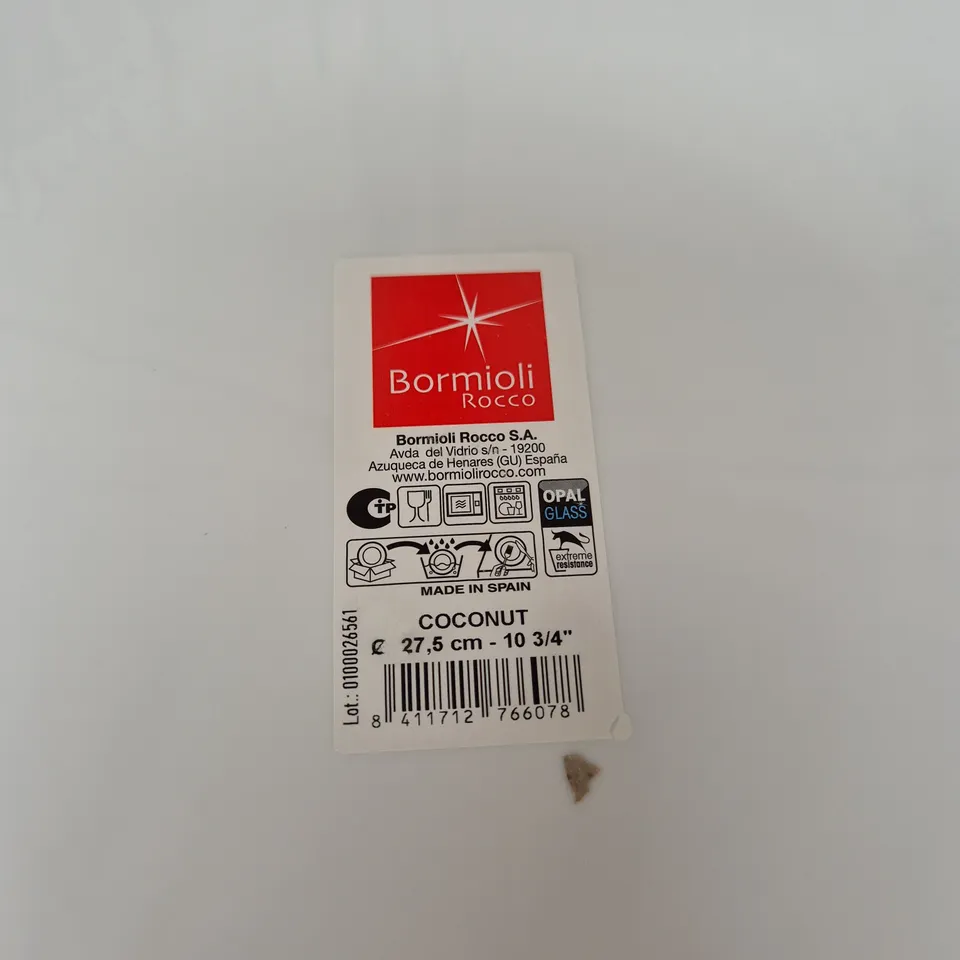 Bormioli
Rocco
Bormioli Rocco S.A.
Avda del Vidrio s/n - 19200
Azuqueca de Henares (GU) España
www.bormiolirocco.com
TP
OPAL
GLASS
extreme
resistance
MADE IN SPAIN
COCONUT
27,5 cm - 10 3/4"
Lot.: 0100026561
8 411712 766078